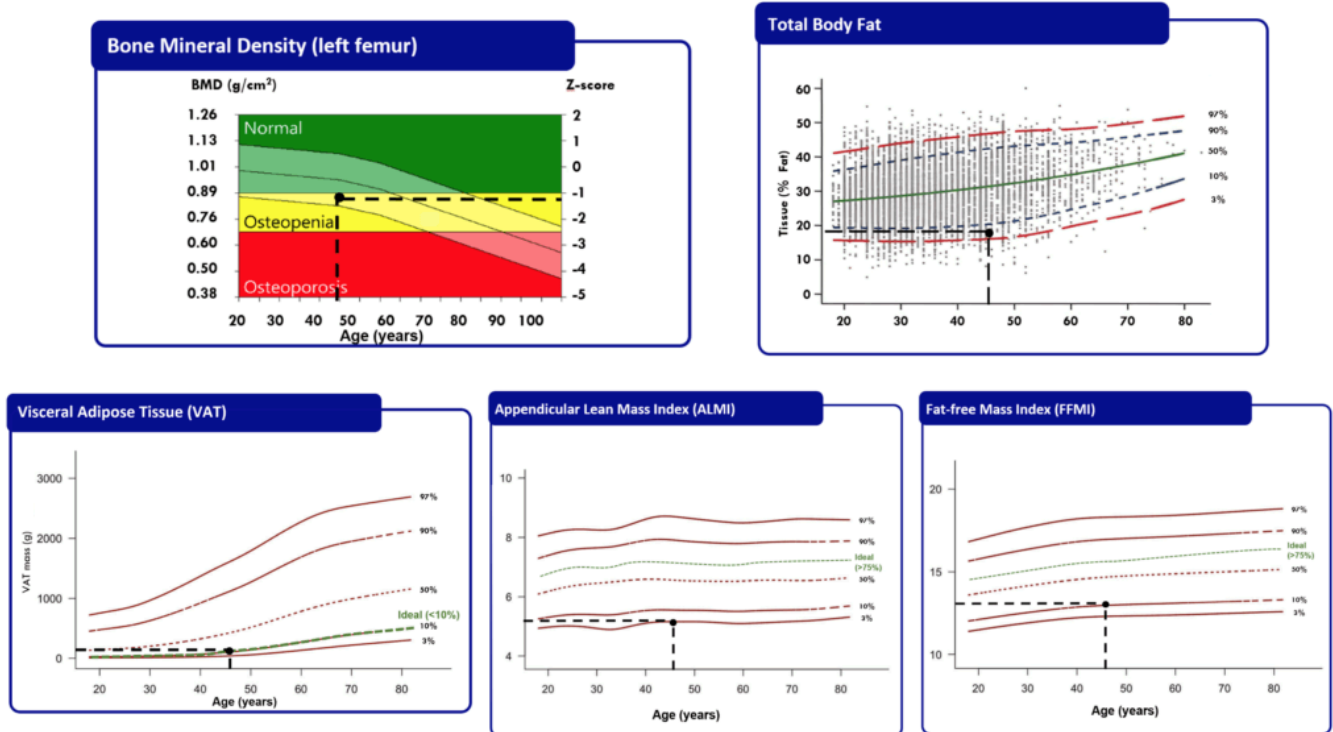 Bone Mineral Density (left femur)
BMD (g/cm²)
Z-score
1.26
1.13
1.01
0.89
0.76
0.60
0.50
0.38
Normal
Osteopenia
Osteoporosis
2
1
0
-1
-2
-3
-4
-5
20 30 40 50 60 70 80 90 100
Age (years)
Total Body Fat
Tissue (% Fat)
60
50
40
30
20
10
0
97%
90%
50%
10%
3%
20 30 40 50 60 70 80
Visceral Adipose Tissue (VAT)
VAT mass (g)
3000
2000
1000
0
97%
90%
50%
Ideal (<10%)
10%
3%
20 30 40 50 60 70 80
Age (years)
Appendicular Lean Mass Index (ALMI)
10
8
6
4
97%
90%
Ideal
(>75%)
50%
10%
3%
20 30 40 50 60 70 80
Age (years)
Fat-free Mass Index (FFMI)
20
15
10
97%
90%
Ideal
(>75%)
50%
10%
3%
20 30 40 50 60 70 80
Age (years)